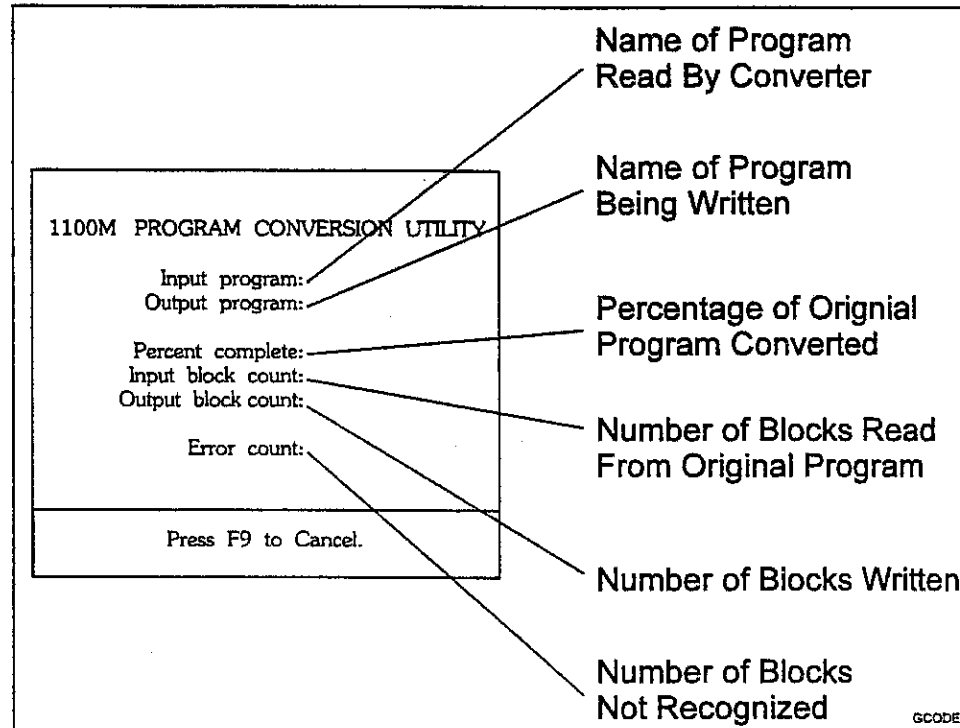 Name of Program
Read By Converter
Name of Program
Being Written
1100M PROGRAM CONVERSION UTILITY
Input program:
Output program:
Percentage of Orignial
Program Converted
Percent complete:
Input block count:
Output block count:
Number of Blocks Read
From Original Program
Error count:
Press F9 to Cancel.
Number of Blocks Written
Number of Blocks
Not Recognized
GCODE